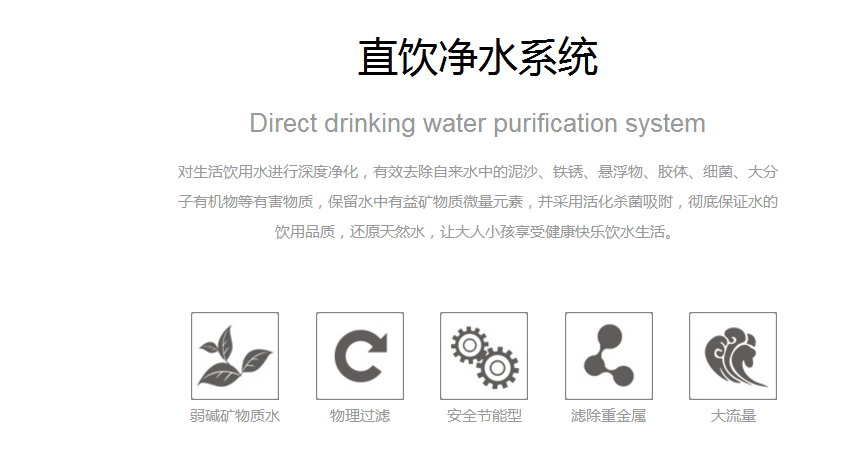 直饮净水系统
Direct drinking water purification system
对生活饮用水进行深度净化，有效去除自来水中的泥沙、铁锈、悬浮物、胶体、细菌、大分
子有机物等有害物质，保留水中有益矿物质微量元素，并采用活化杀菌吸附，彻底保证水的
饮用品质，还原天然水，让大人小孩享受健康快乐饮水生活。
弱碱矿物质水 物理过滤 安全节能型 滤除重金属 大流量